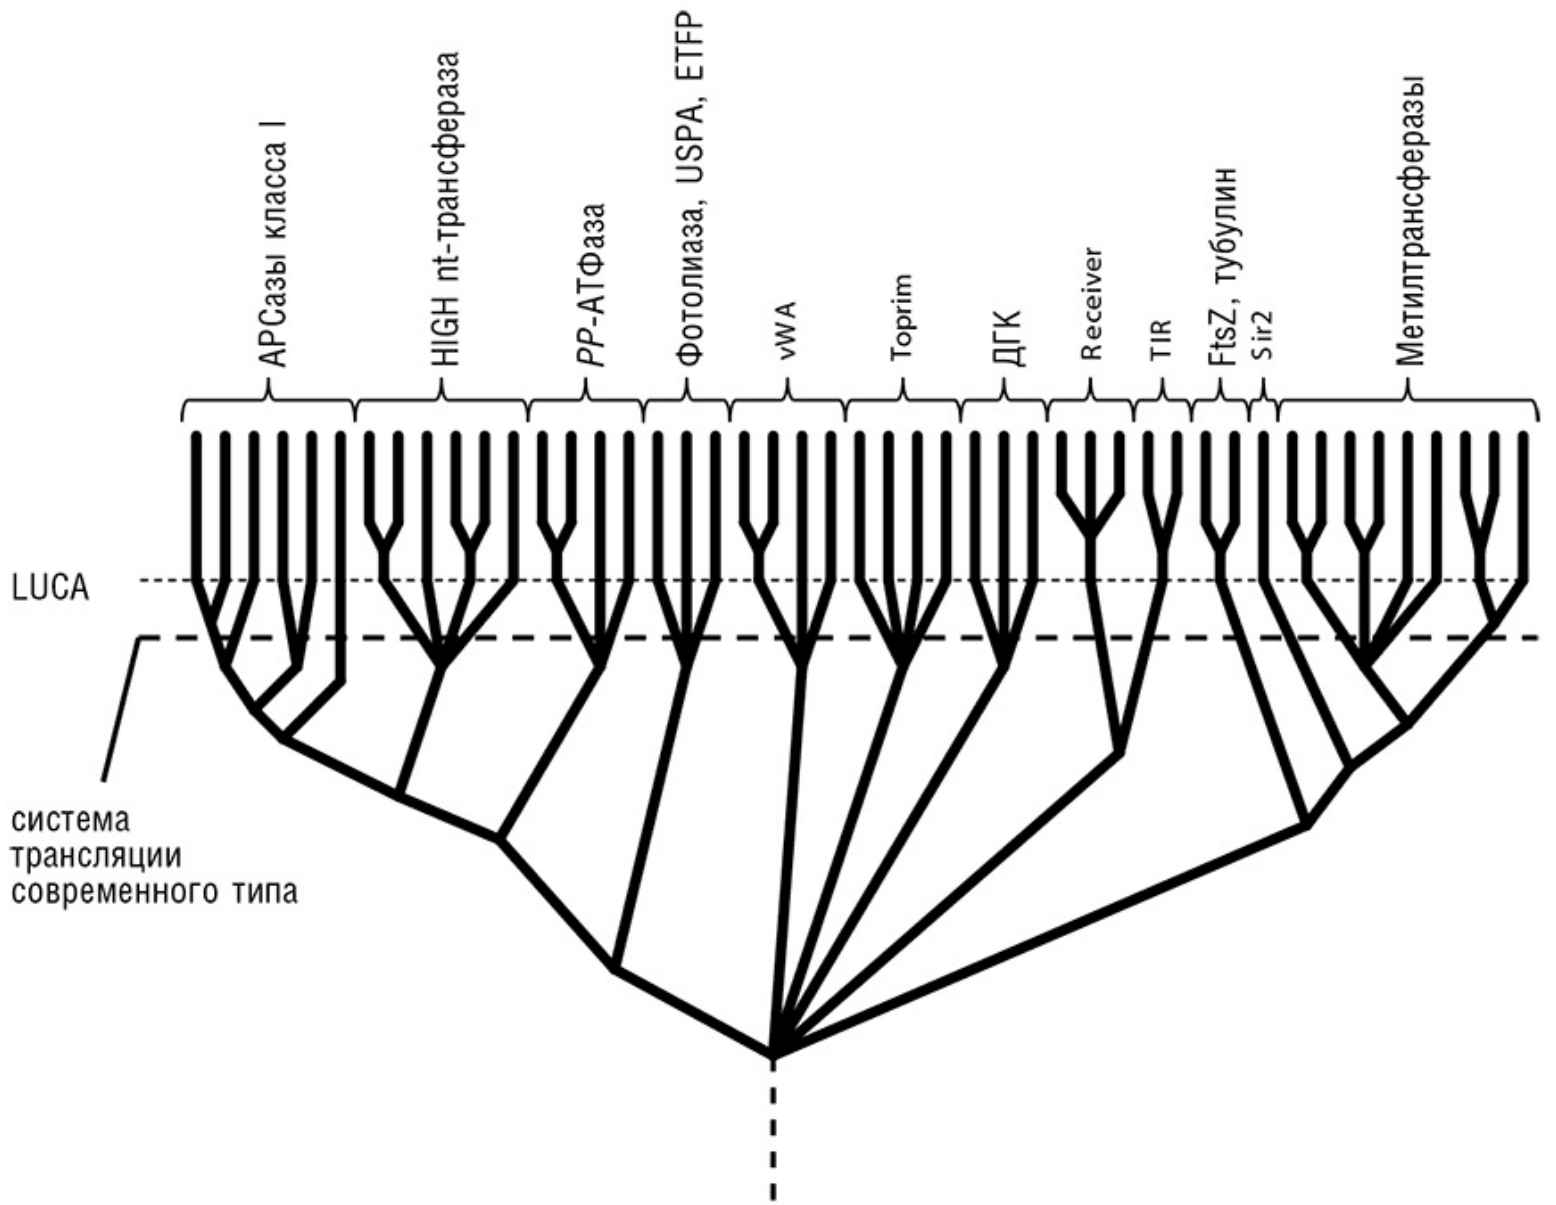 АРСазы класса I
HIGH nt-трансфераза
PP-АТФаза
Фотолиаза, USPA, ETFP
vWA
Toprim
ДГК
Receiver
TIR
FtsZ, тубулин
Sir2
Метилтрансферазы
LUCA
система
трансляции
современного типа